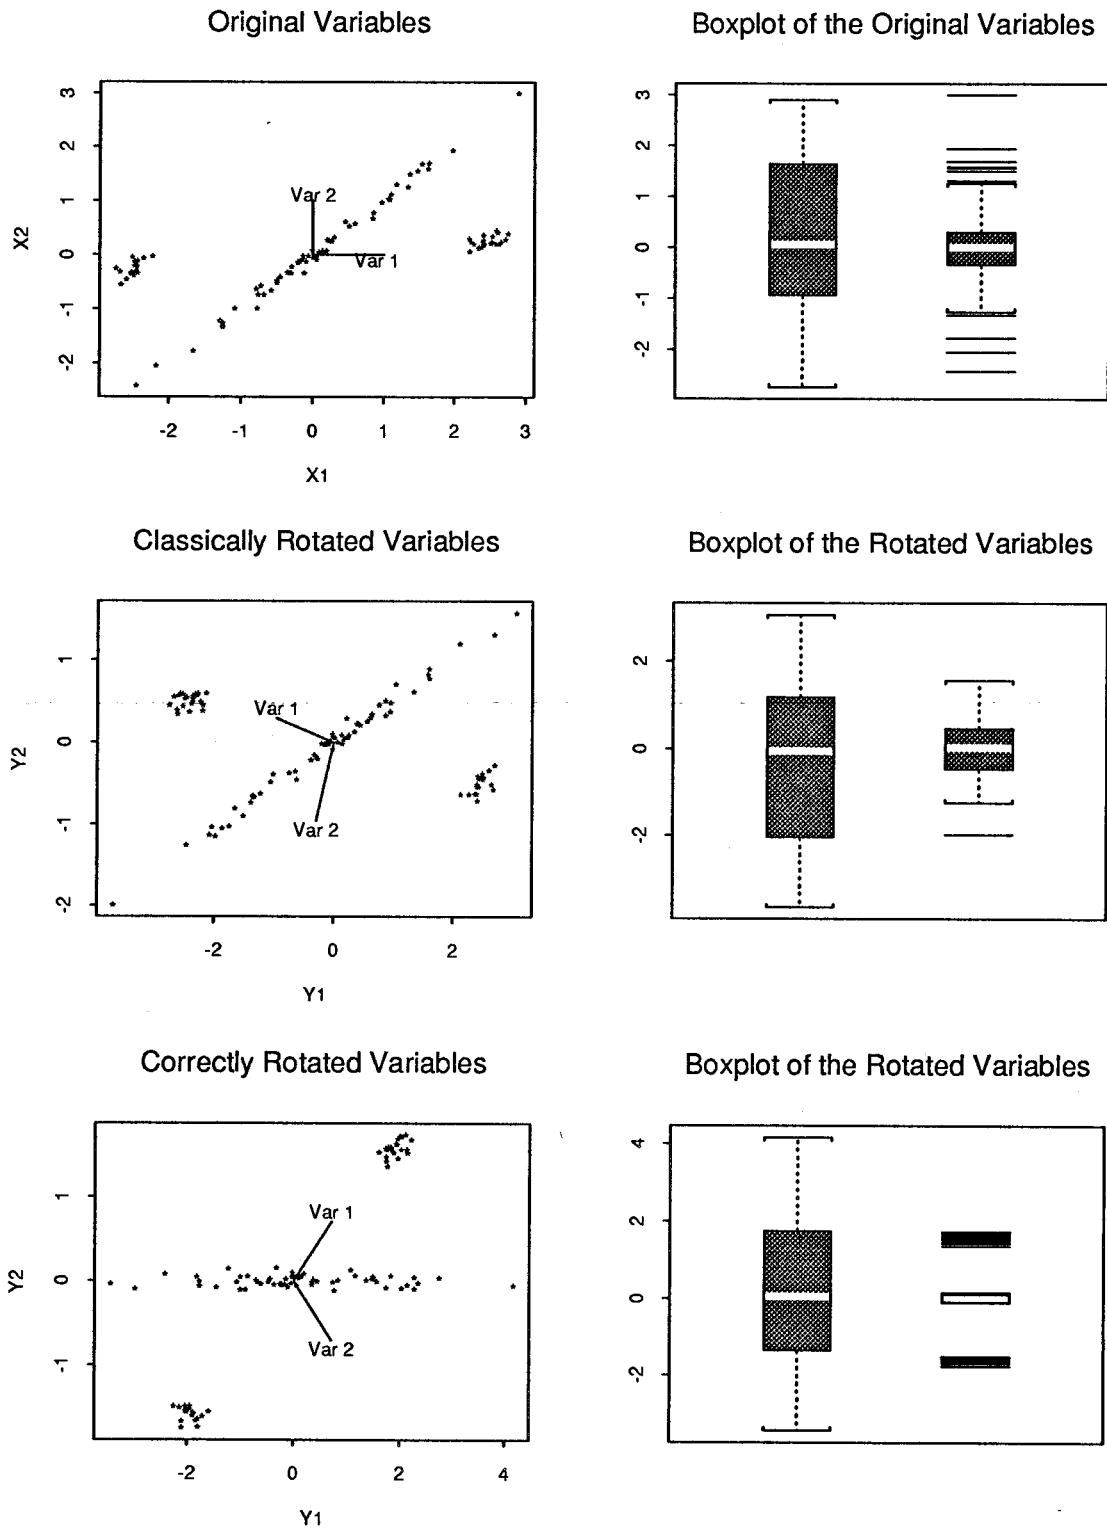 Original Variables
Boxplot of the Original Variables
3
2
1
0
-1
-2
X2
Var 2
Var 1
-2 -1 0 1 2 3
X1
3
2
1
0
-1
-2
Classically Rotated Variables
Boxplot of the Rotated Variables
1
0
-1
-2
Y2
Var 1
Var 2
-2 0 2
Y1
2
0
-2
Correctly Rotated Variables
Boxplot of the Rotated Variables
1
0
-1
Y2
Var 1
Var 2
-2 0 2 4
Y1
4
2
0
-2